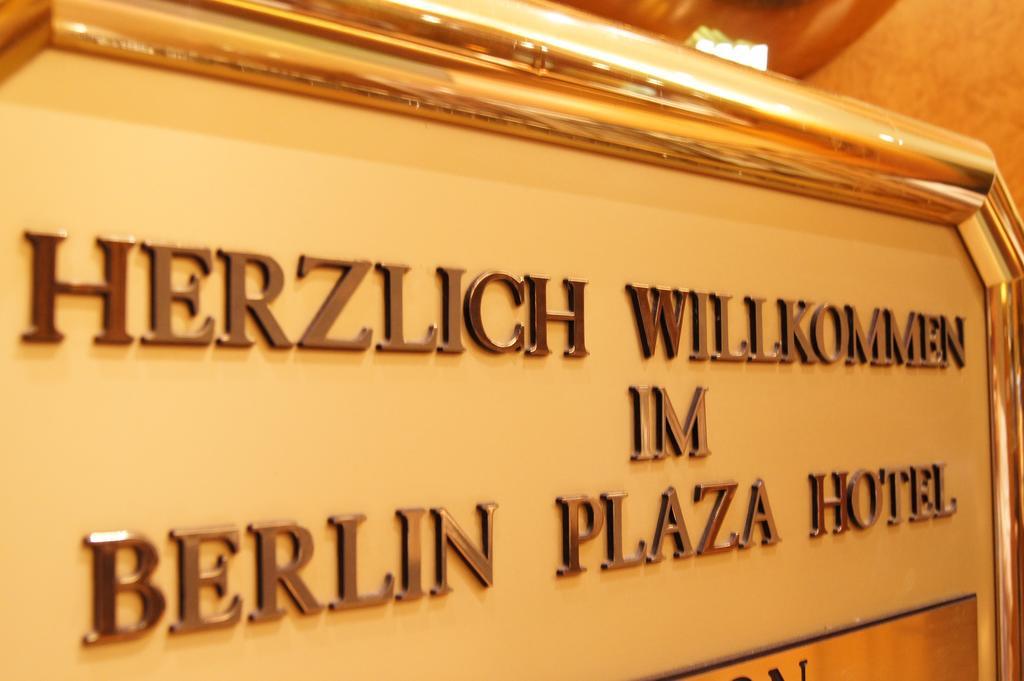 HERZLICH WILLKOMMEN
IM
BERLIN PLAZA HOTEL